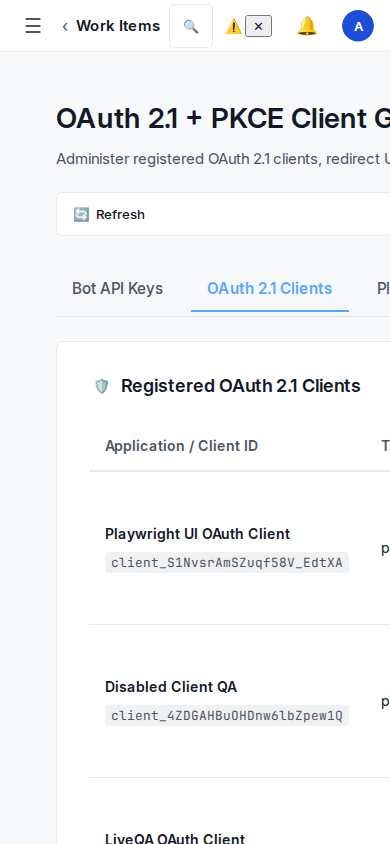 Work Items
A
OAuth 2.1 + PKCE Client G
Administer registered OAuth 2.1 clients, redirect U
Refresh
Bot API Keys
OAuth 2.1 Clients
Pl
Registered OAuth 2.1 Clients
Application / Client ID
T
Playwright UI OAuth Client
client_S1NvsrAmSZuqf58V_EdtXA
p
Disabled Client QA
client_4ZDGAHBuOHDnw6lbZpew1Q
p
LiveQA OAuth Client